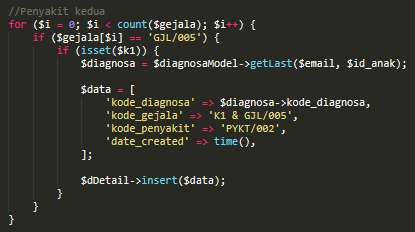 //Penyakit kedua
for ($i = 0; $i < count($gejala); $i++) {
    if ($gejala[$i] == 'GJL/005') {
        if (isset($k1)) {
            $diagnosa = $diagnosaModel->getLast($email, $id_anak);

            $data = [
                'kode_diagnosa' => $diagnosa->kode_diagnosa,
                'kode_gejala' => 'K1 & GJL/005',
                'kode_penyakit' => 'PYKT/002',
                'date_created' => time(),
            ];

            $dDetail->insert($data);
        }
    }
}